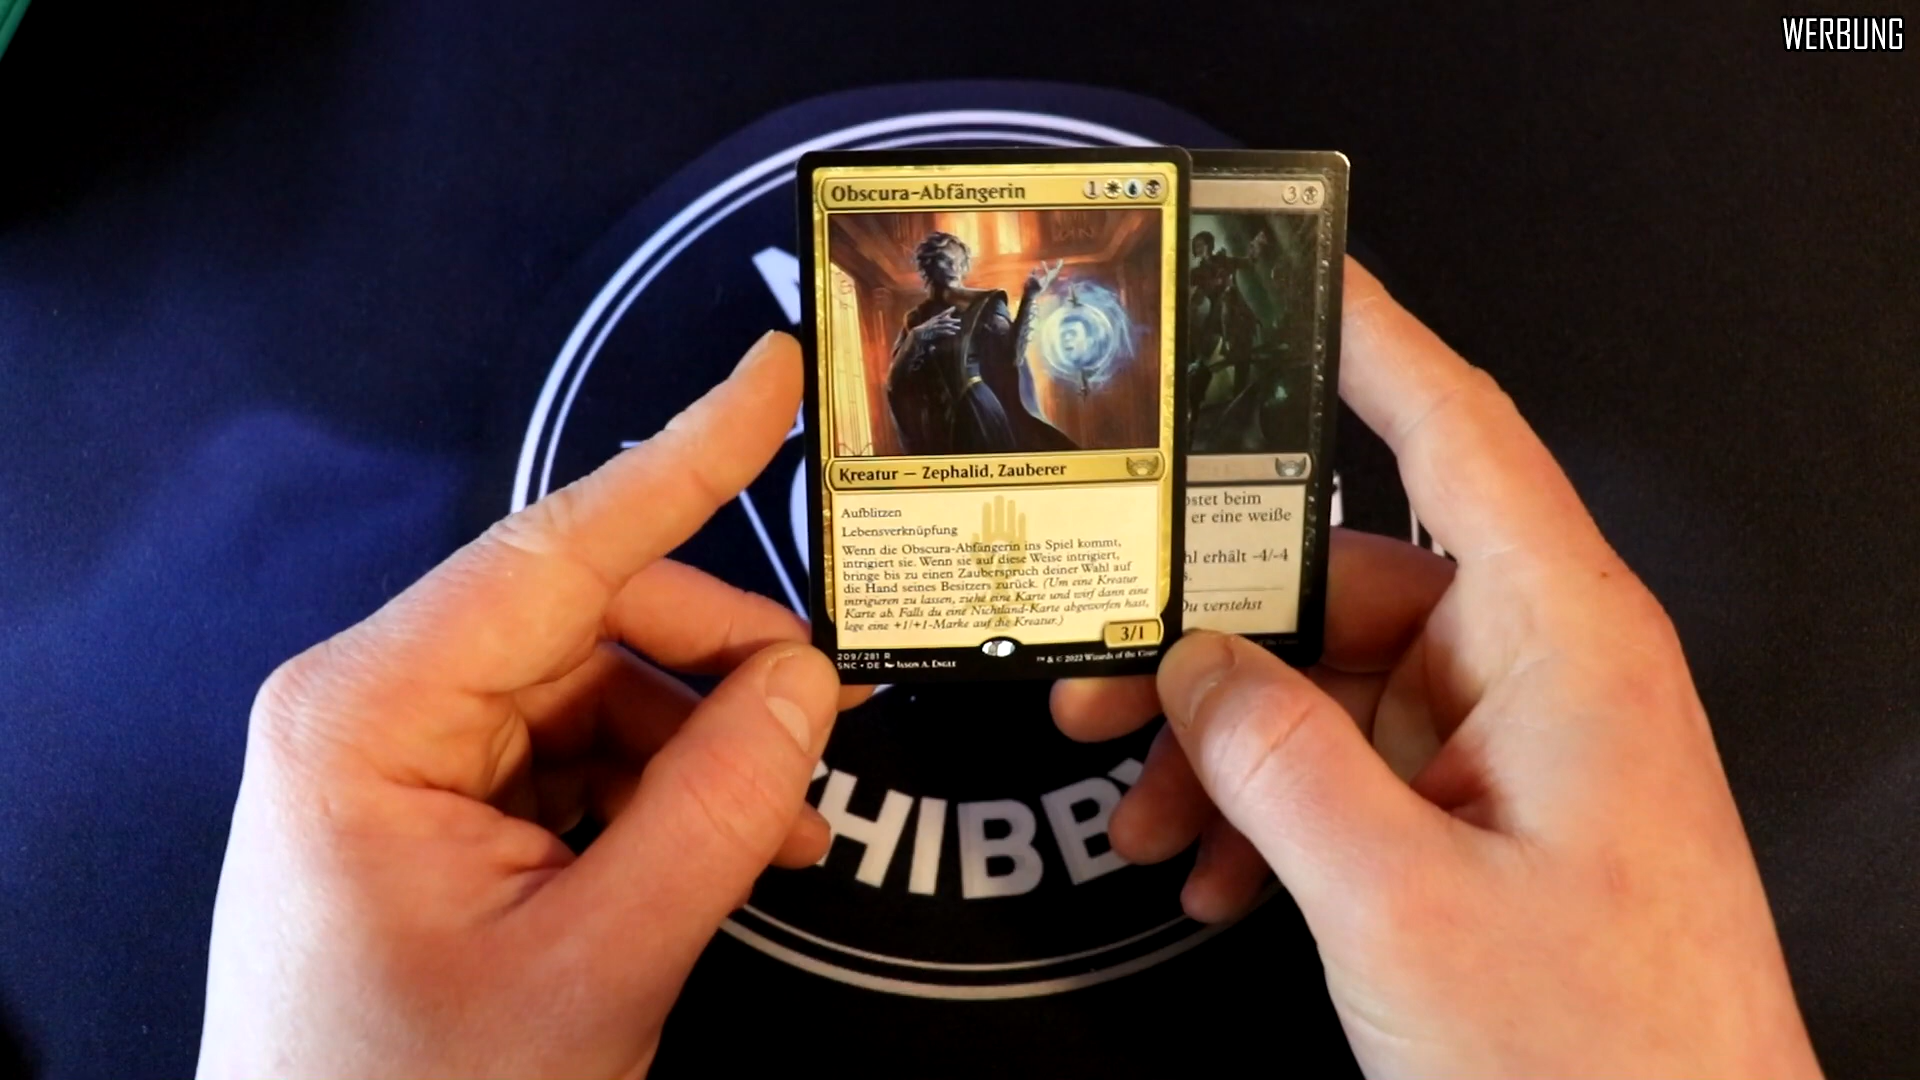 WERBUNG
Obscura-Abfängerin 1
3
Kreatur — Zephalid, Zauberer
Aufblitzen
Lebensverknüpfung
Wenn die Obscura-Abfängerin ins Spiel kommt,
intrigiert sie. Wenn sie auf diese Weise intrigiert,
bringe bis zu einen Zauberspruch deiner Wahl auf
die Hand seines Besitzers zurück. (Um eine Kreatur
intrigieren zu lassen, ziehe eine Karte und wirf dann eine
Karte ab. Falls du eine Nichtland-Karte abgeworfen hast,
lege eine +1/+1-Marke auf die Kreatur.)
3/1
209/281 R
SNC • DE Jason A. Engle
™ & © 2022 Wizards of the Coast
beim
er eine weiße
erhält -4/-4
Du verstehst
HIBB